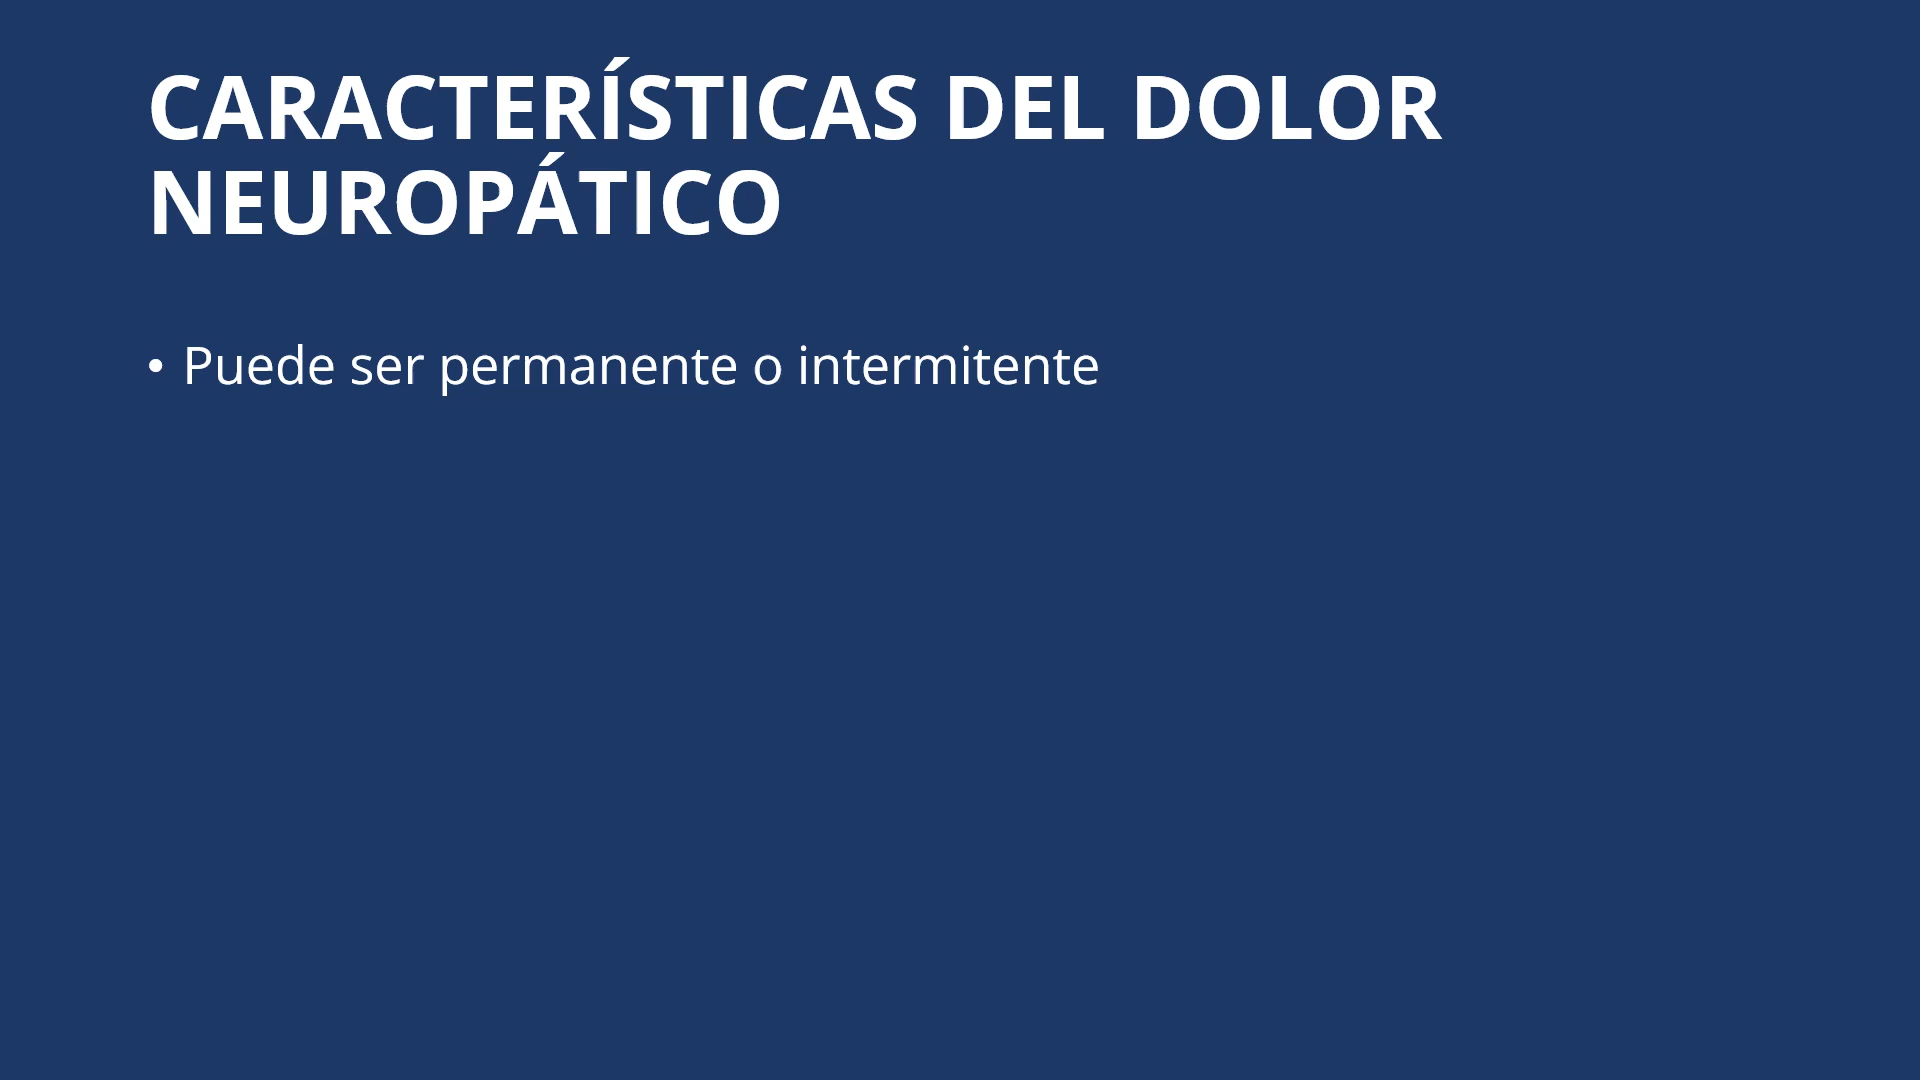 CARACTERÍSTICAS DEL DOLOR
NEUROPÁTICO
• Puede ser permanente o intermitente